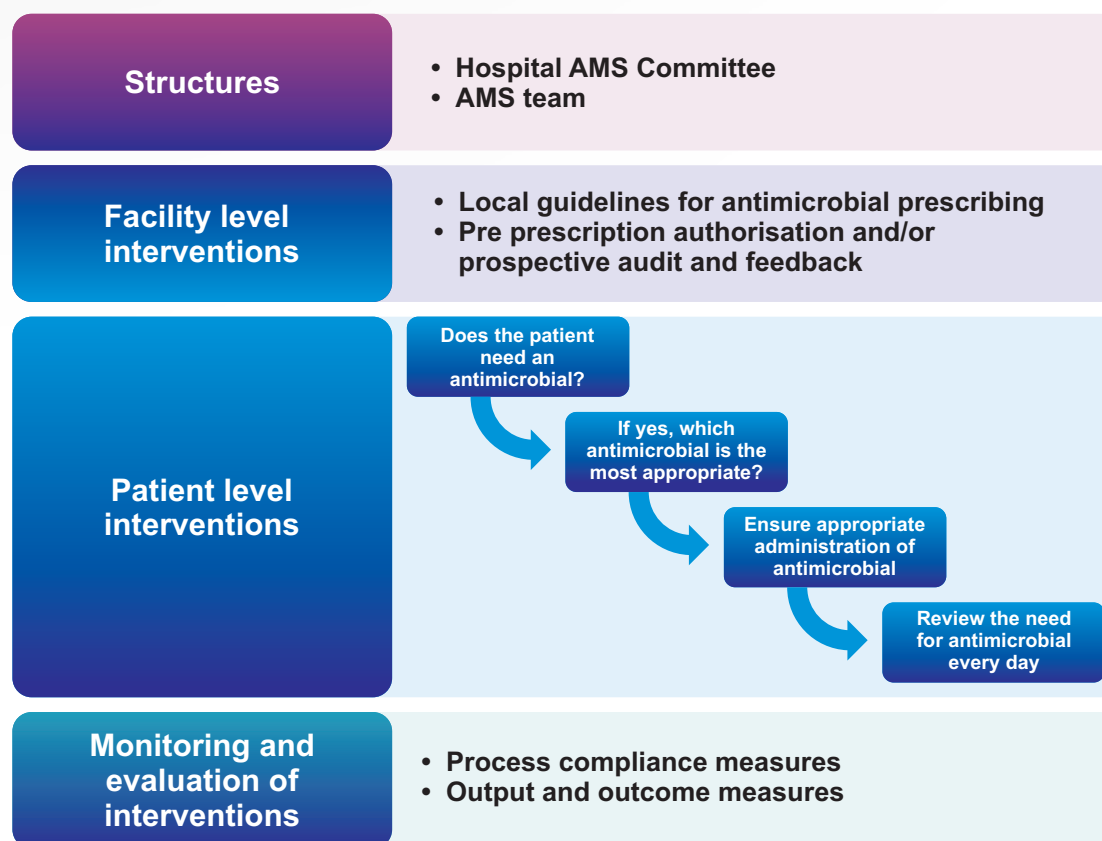 Structures
• Hospital AMS Committee
• AMS team
Facility level
interventions
• Local guidelines for antimicrobial prescribing
• Pre prescription authorisation and/or
prospective audit and feedback
Patient level
interventions
Does the patient
need an
antimicrobial?
If yes, which
antimicrobial is the
most appropriate?
Ensure appropriate
administration of
antimicrobial
Review the need
for antimicrobial
every day
Monitoring and
evaluation of
interventions
• Process compliance measures
• Output and outcome measures